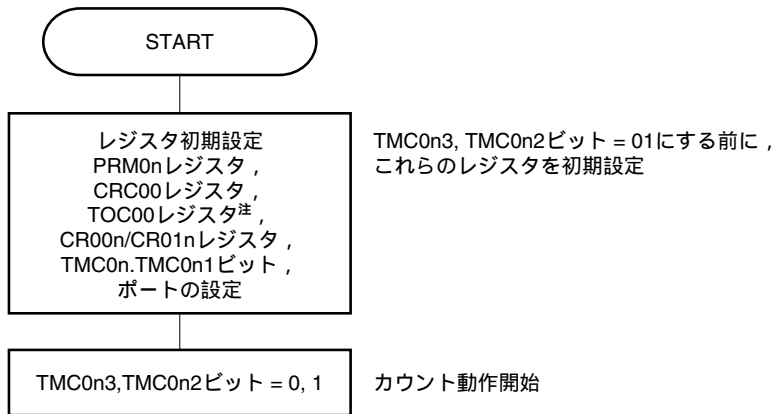 START
レジスタ初期設定
PRM0nレジスタ，
CRC00レジスタ，
TOC00レジスタ注，
CR00n/CR01nレジスタ，
TMC0n.TMC0n1ビット，
ポートの設定
TMC0n3, TMC0n2ビット = 01にする前に，
これらのレジスタを初期設定
TMC0n3,TMC0n2ビット = 0, 1
カウント動作開始